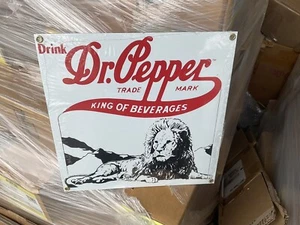 Drink
Dr. Pepper
TRADE MARK
KING OF BEVERAGES